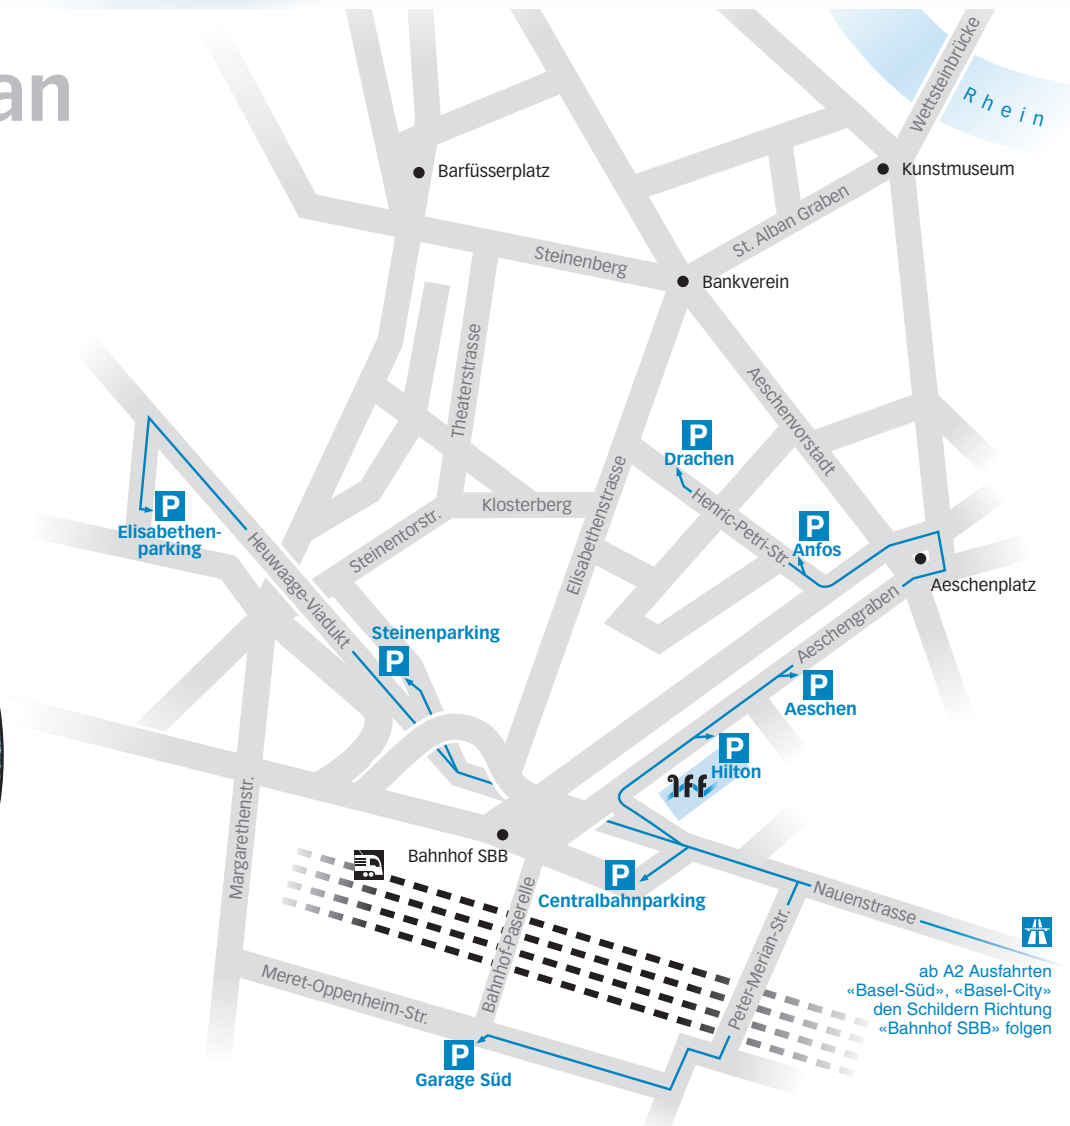 an
Rhein
Wettsteinbrücke
Barfüsserplatz
Kunstmuseum
St. Alban Graben
Steinenberg
Bankverein
Theaterstrasse
Aeschenvorstadt
P
Drachen
Elisabethenstrasse
Henric-Petri-Str.
P
Elisabethen-
parking
Klosterberg
Steinentorstr.
P
Anfos
Heuwaage-Viadukt
Aeschenplatz
Aeschengraben
Steinenparking
P
P
Aeschen
P
Hilton
Iff
Margarethenstr.
Bahnhof SBB
P
Centralbahnparking
Bahnhof-Paserelle
Nauenstrasse
Peter-Merian-Str.
Meret-Oppenheim-Str.
ab A2 Ausfahrten
«Basel-Süd», «Basel-City»
den Schildern Richtung
«Bahnhof SBB» folgen
P
Garage Süd